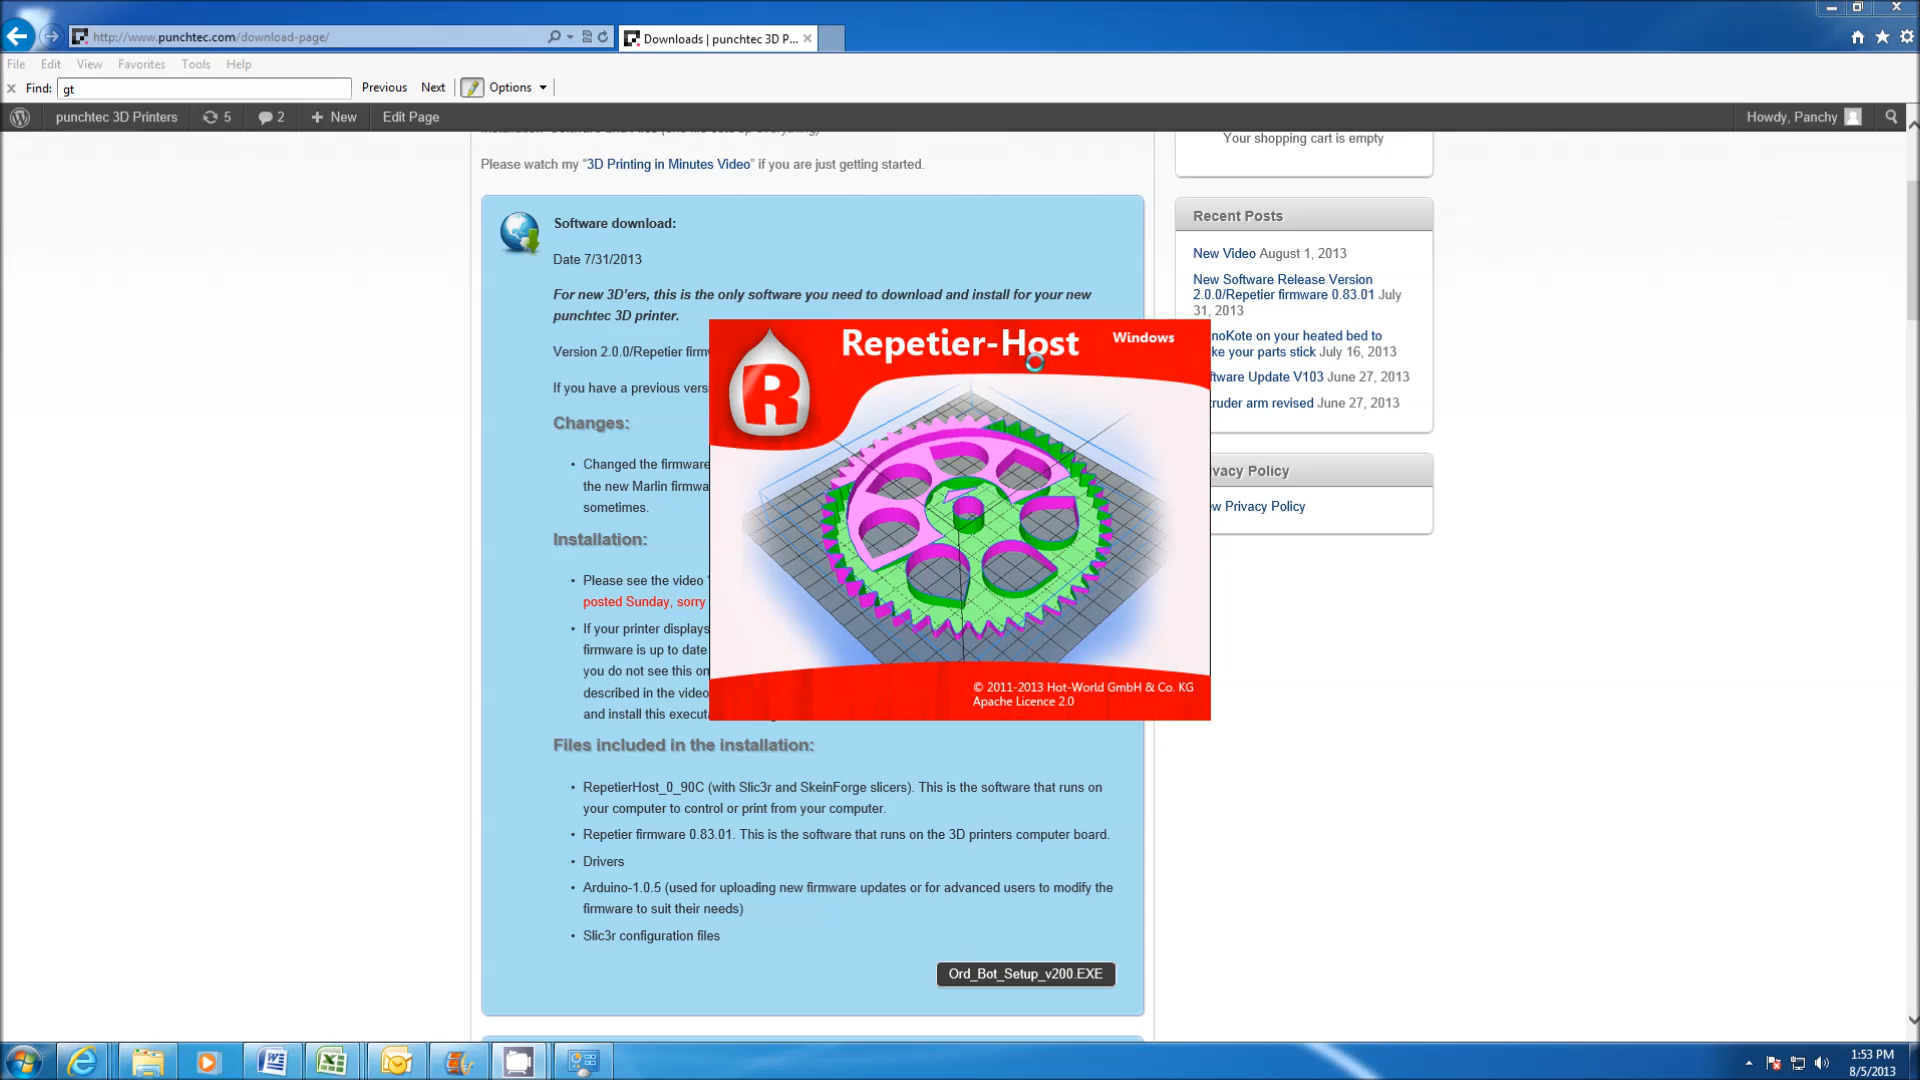 http://www.punchtec.com/download-page/
Downloads | punchtec 3D P...
File Edit View Favorites Tools Help
Find: gt Previous Next Options
punchtec 3D Printers 5 2 + New Edit Page Howdy, Panchy
Your shopping cart is empty
Please watch my “3D Printing in Minutes Video” if you are just getting started.
Software download:
Date 7/31/2013
For new 3D’ers, this is the only software you need to download and install for your new
punchtec 3D printer.
Version 2.0.0/Repetier firm
If you have a previous vers
Changes:
• Changed the firmware
the new Marlin firmwa
sometimes.
Installation:
• Please see the video
posted Sunday, sorry
• If your printer displays
firmware is up to date
you do not see this on
described in the video
and install this executa
Files included in the installation:
• RepetierHost_0_90C (with Slic3r and SkeinForge slicers). This is the software that runs on
your computer to control or print from your computer.
• Repetier firmware 0.83.01. This is the software that runs on the 3D printers computer board.
• Drivers
• Arduino-1.0.5 (used for uploading new firmware updates or for advanced users to modify the
firmware to suit their needs)
• Slic3r configuration files
Ord_Bot_Setup_v200.EXE
Repetier-Host
Windows
R
© 2011-2013 Hot-World GmbH & Co. KG
Apache Licence 2.0
Recent Posts
New Video August 1, 2013
New Software Release Version
2.0.0/Repetier firmware 0.83.01 July
31, 2013
noKote on your heated bed to
ke your parts stick July 16, 2013
ftware Update V103 June 27, 2013
truder arm revised June 27, 2013
vacy Policy
ew Privacy Policy
1:53 PM
8/5/2013